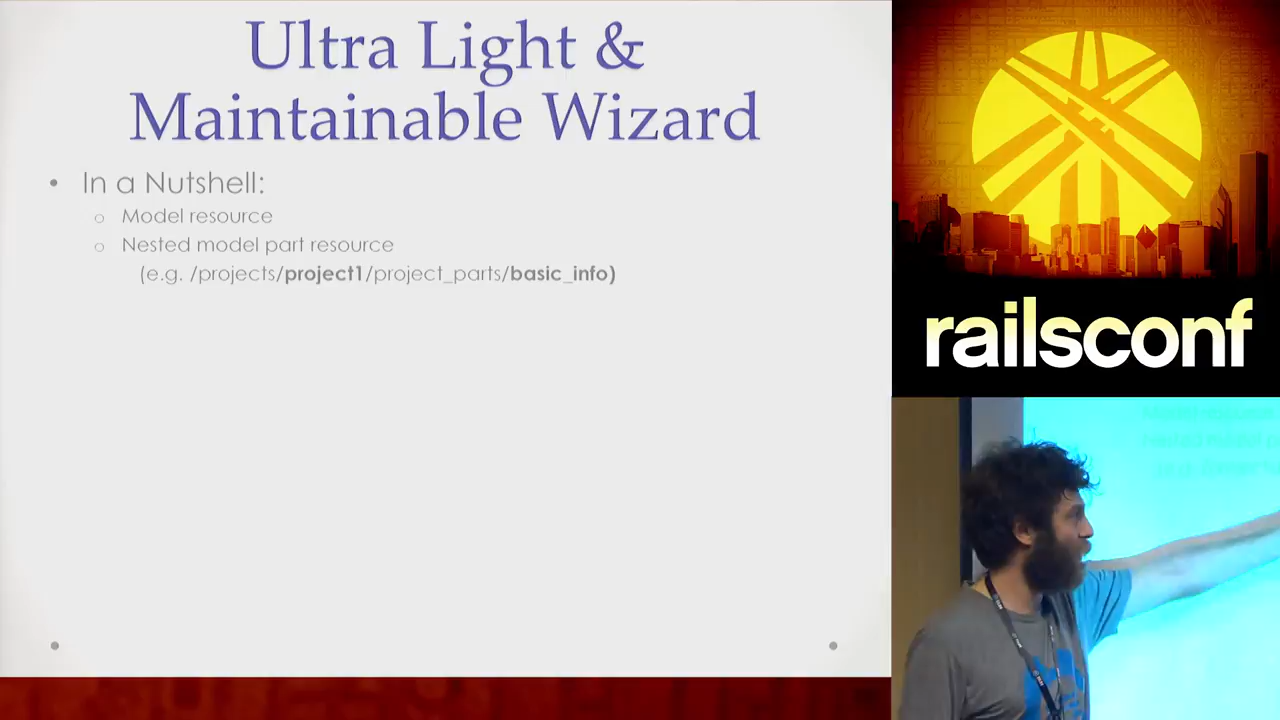 Ultra Light &
Maintainable Wizard
• In a Nutshell:
o Model resource
o Nested model part resource
(e.g. /projects/project1/project_parts/basic_info)
railsconf